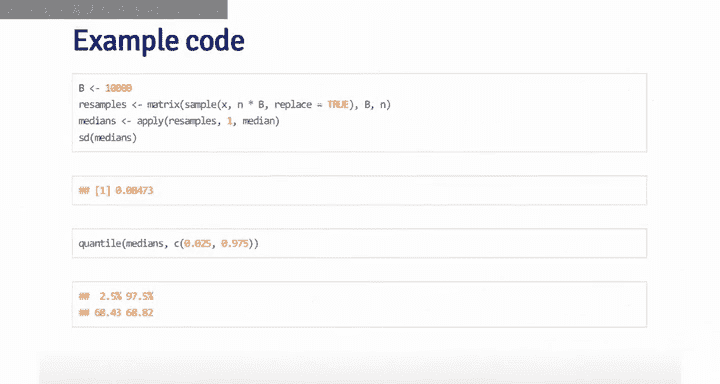 Example code
B <- 10000
resamples <- matrix(sample(x, n * B, replace = TRUE), B, n)
medians <- apply(resamples, 1, median)
sd(medians)
## [1] 0.08473
quantile(medians, c(0.025, 0.975))
## 2.5% 97.5%
## 68.43 68.82